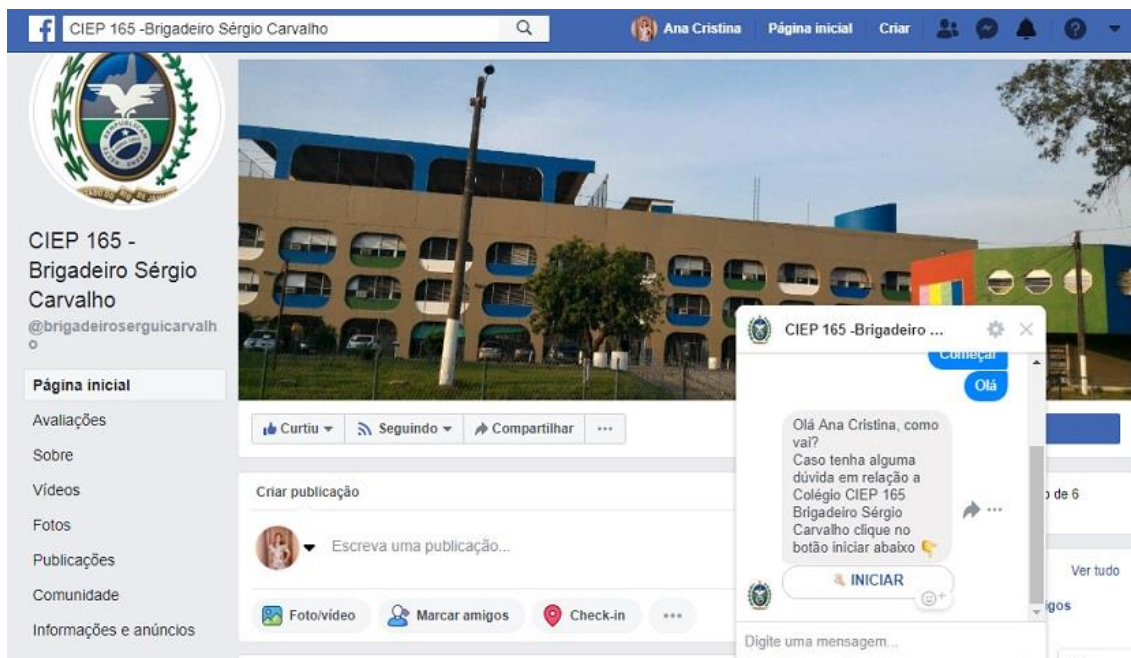 CIEP 165 -Brigadeiro Sérgio Carvalho
Ana Cristina
Página inicial
Criar
CIEP 165 -
Brigadeiro Sérgio
Carvalho
@brigadeiroserguicarvalh
o
Página inicial
Avaliações
Sobre
Vídeos
Fotos
Publicações
Comunidade
Informações e anúncios
Curtiu
Seguindo
Compartilhar
Criar publicação
Escreva uma publicação...
Foto/vídeo
Marcar amigos
Check-in
CIEP 165 -Brigadeiro ...
Começar
Olá
Olá Ana Cristina, como
vai?
Caso tenha alguma
dúvida em relação a
Colégio CIEP 165
Brigadeiro Sérgio
Carvalho clique no
botão iniciar abaixo 👇
INICIAR
Digite uma mensagem...
de 6
Ver tudo